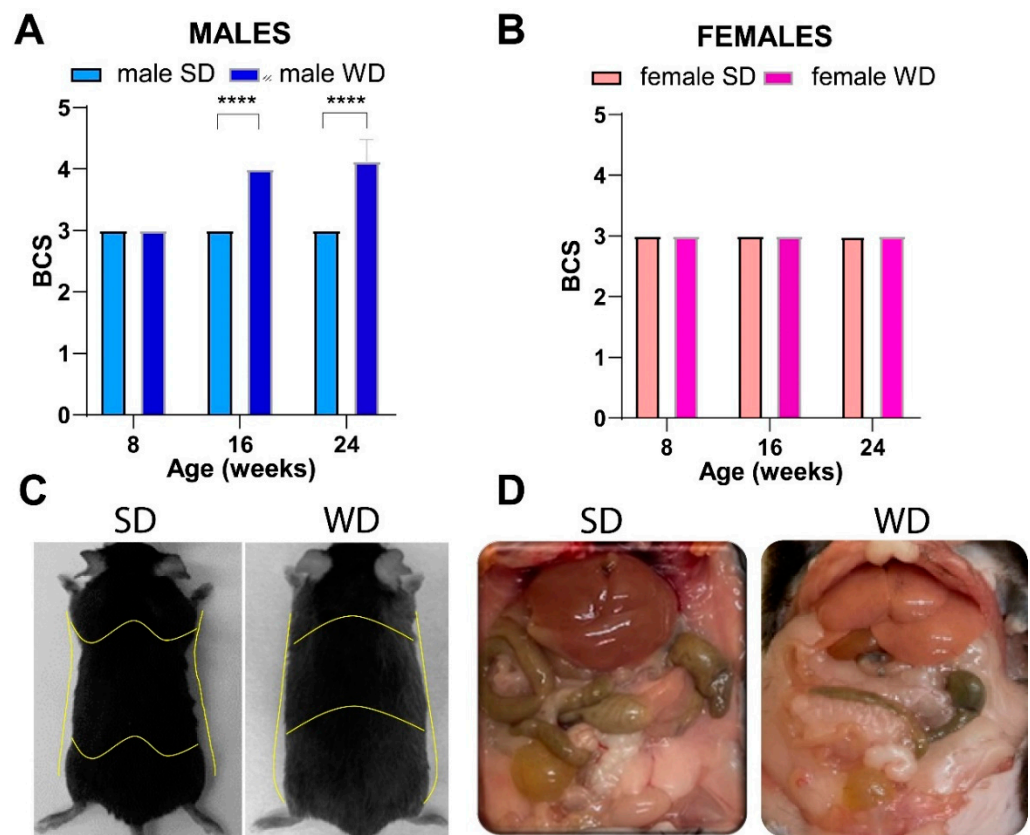 A
MALES
male SD male WD
**** ****
5
4
3
2
1
0
BCS
8 16 24
Age (weeks)
B
FEMALES
female SD female WD
5
4
3
2
1
0
BCS
8 16 24
Age (weeks)
C
SD WD
D
SD WD